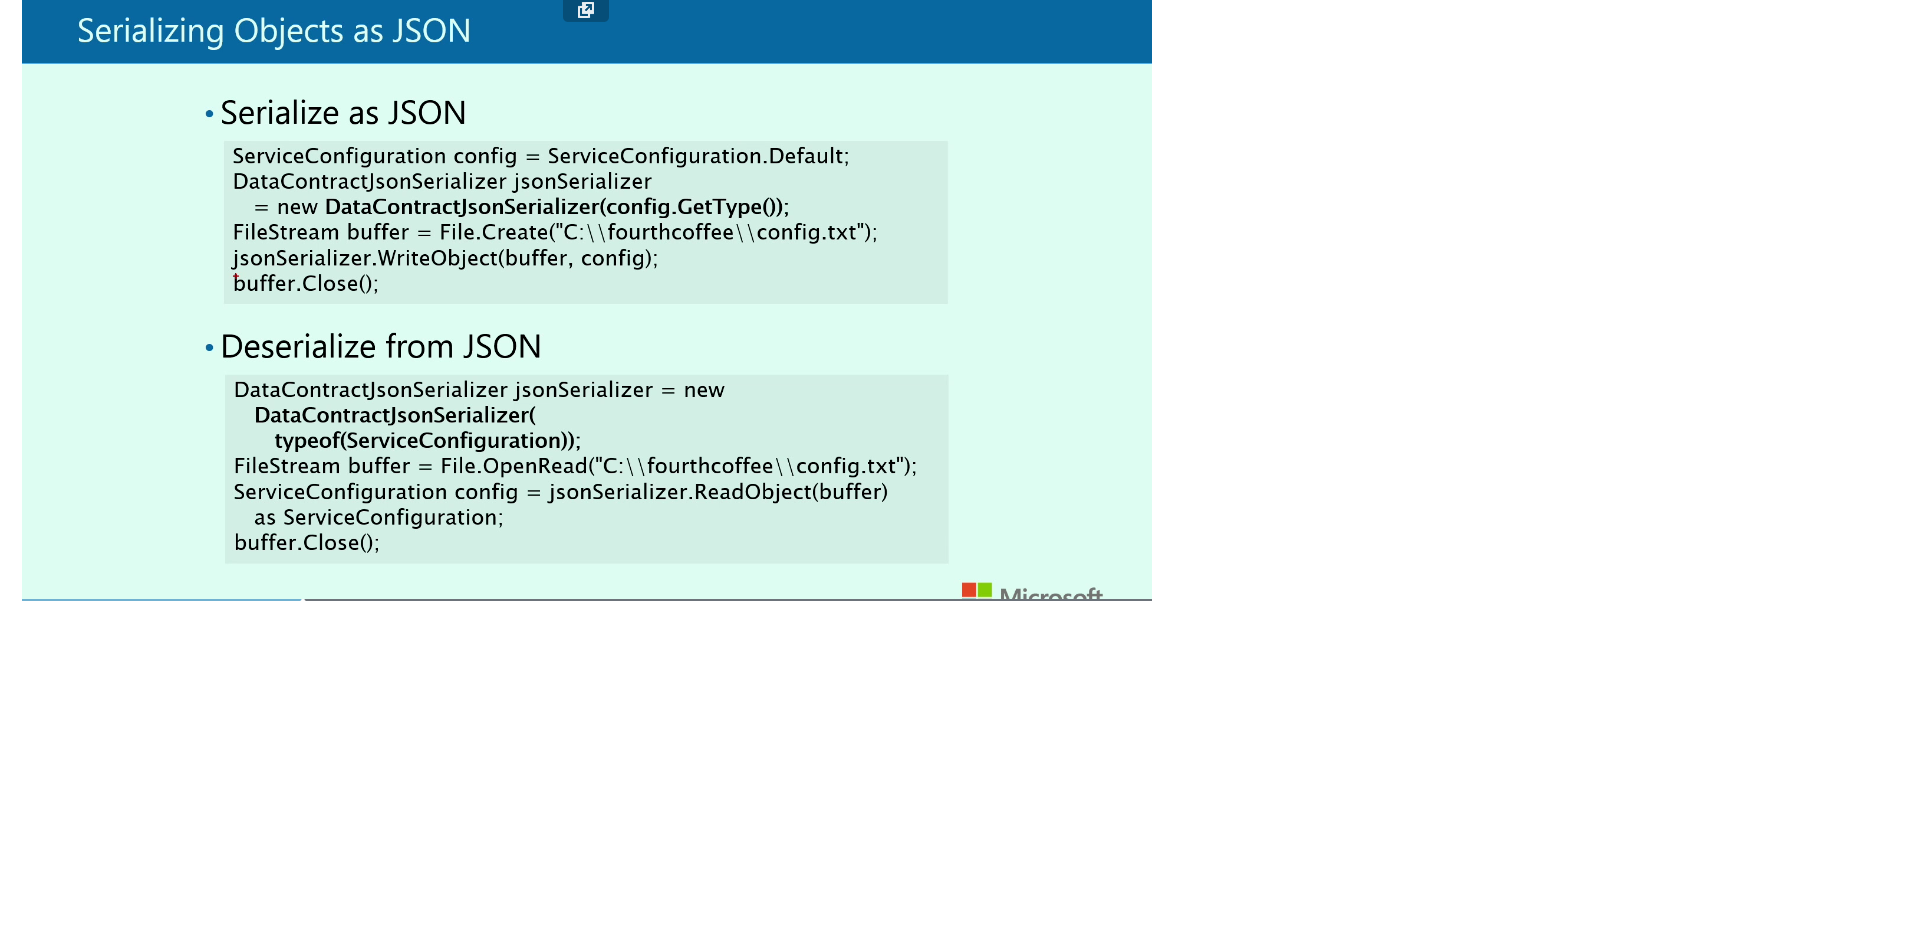 Serializing Objects as JSON
• Serialize as JSON
ServiceConfiguration config = ServiceConfiguration.Default;
DataContractJsonSerializer jsonSerializer
= new DataContractJsonSerializer(config.GetType());
FileStream buffer = File.Create("C:\\fourthcoffee\\config.txt");
jsonSerializer.WriteObject(buffer, config);
buffer.Close();
• Deserialize from JSON
DataContractJsonSerializer jsonSerializer = new
DataContractJsonSerializer(
typeof(ServiceConfiguration));
FileStream buffer = File.OpenRead("C:\\fourthcoffee\\config.txt");
ServiceConfiguration config = jsonSerializer.ReadObject(buffer)
as ServiceConfiguration;
buffer.Close();
Microsoft